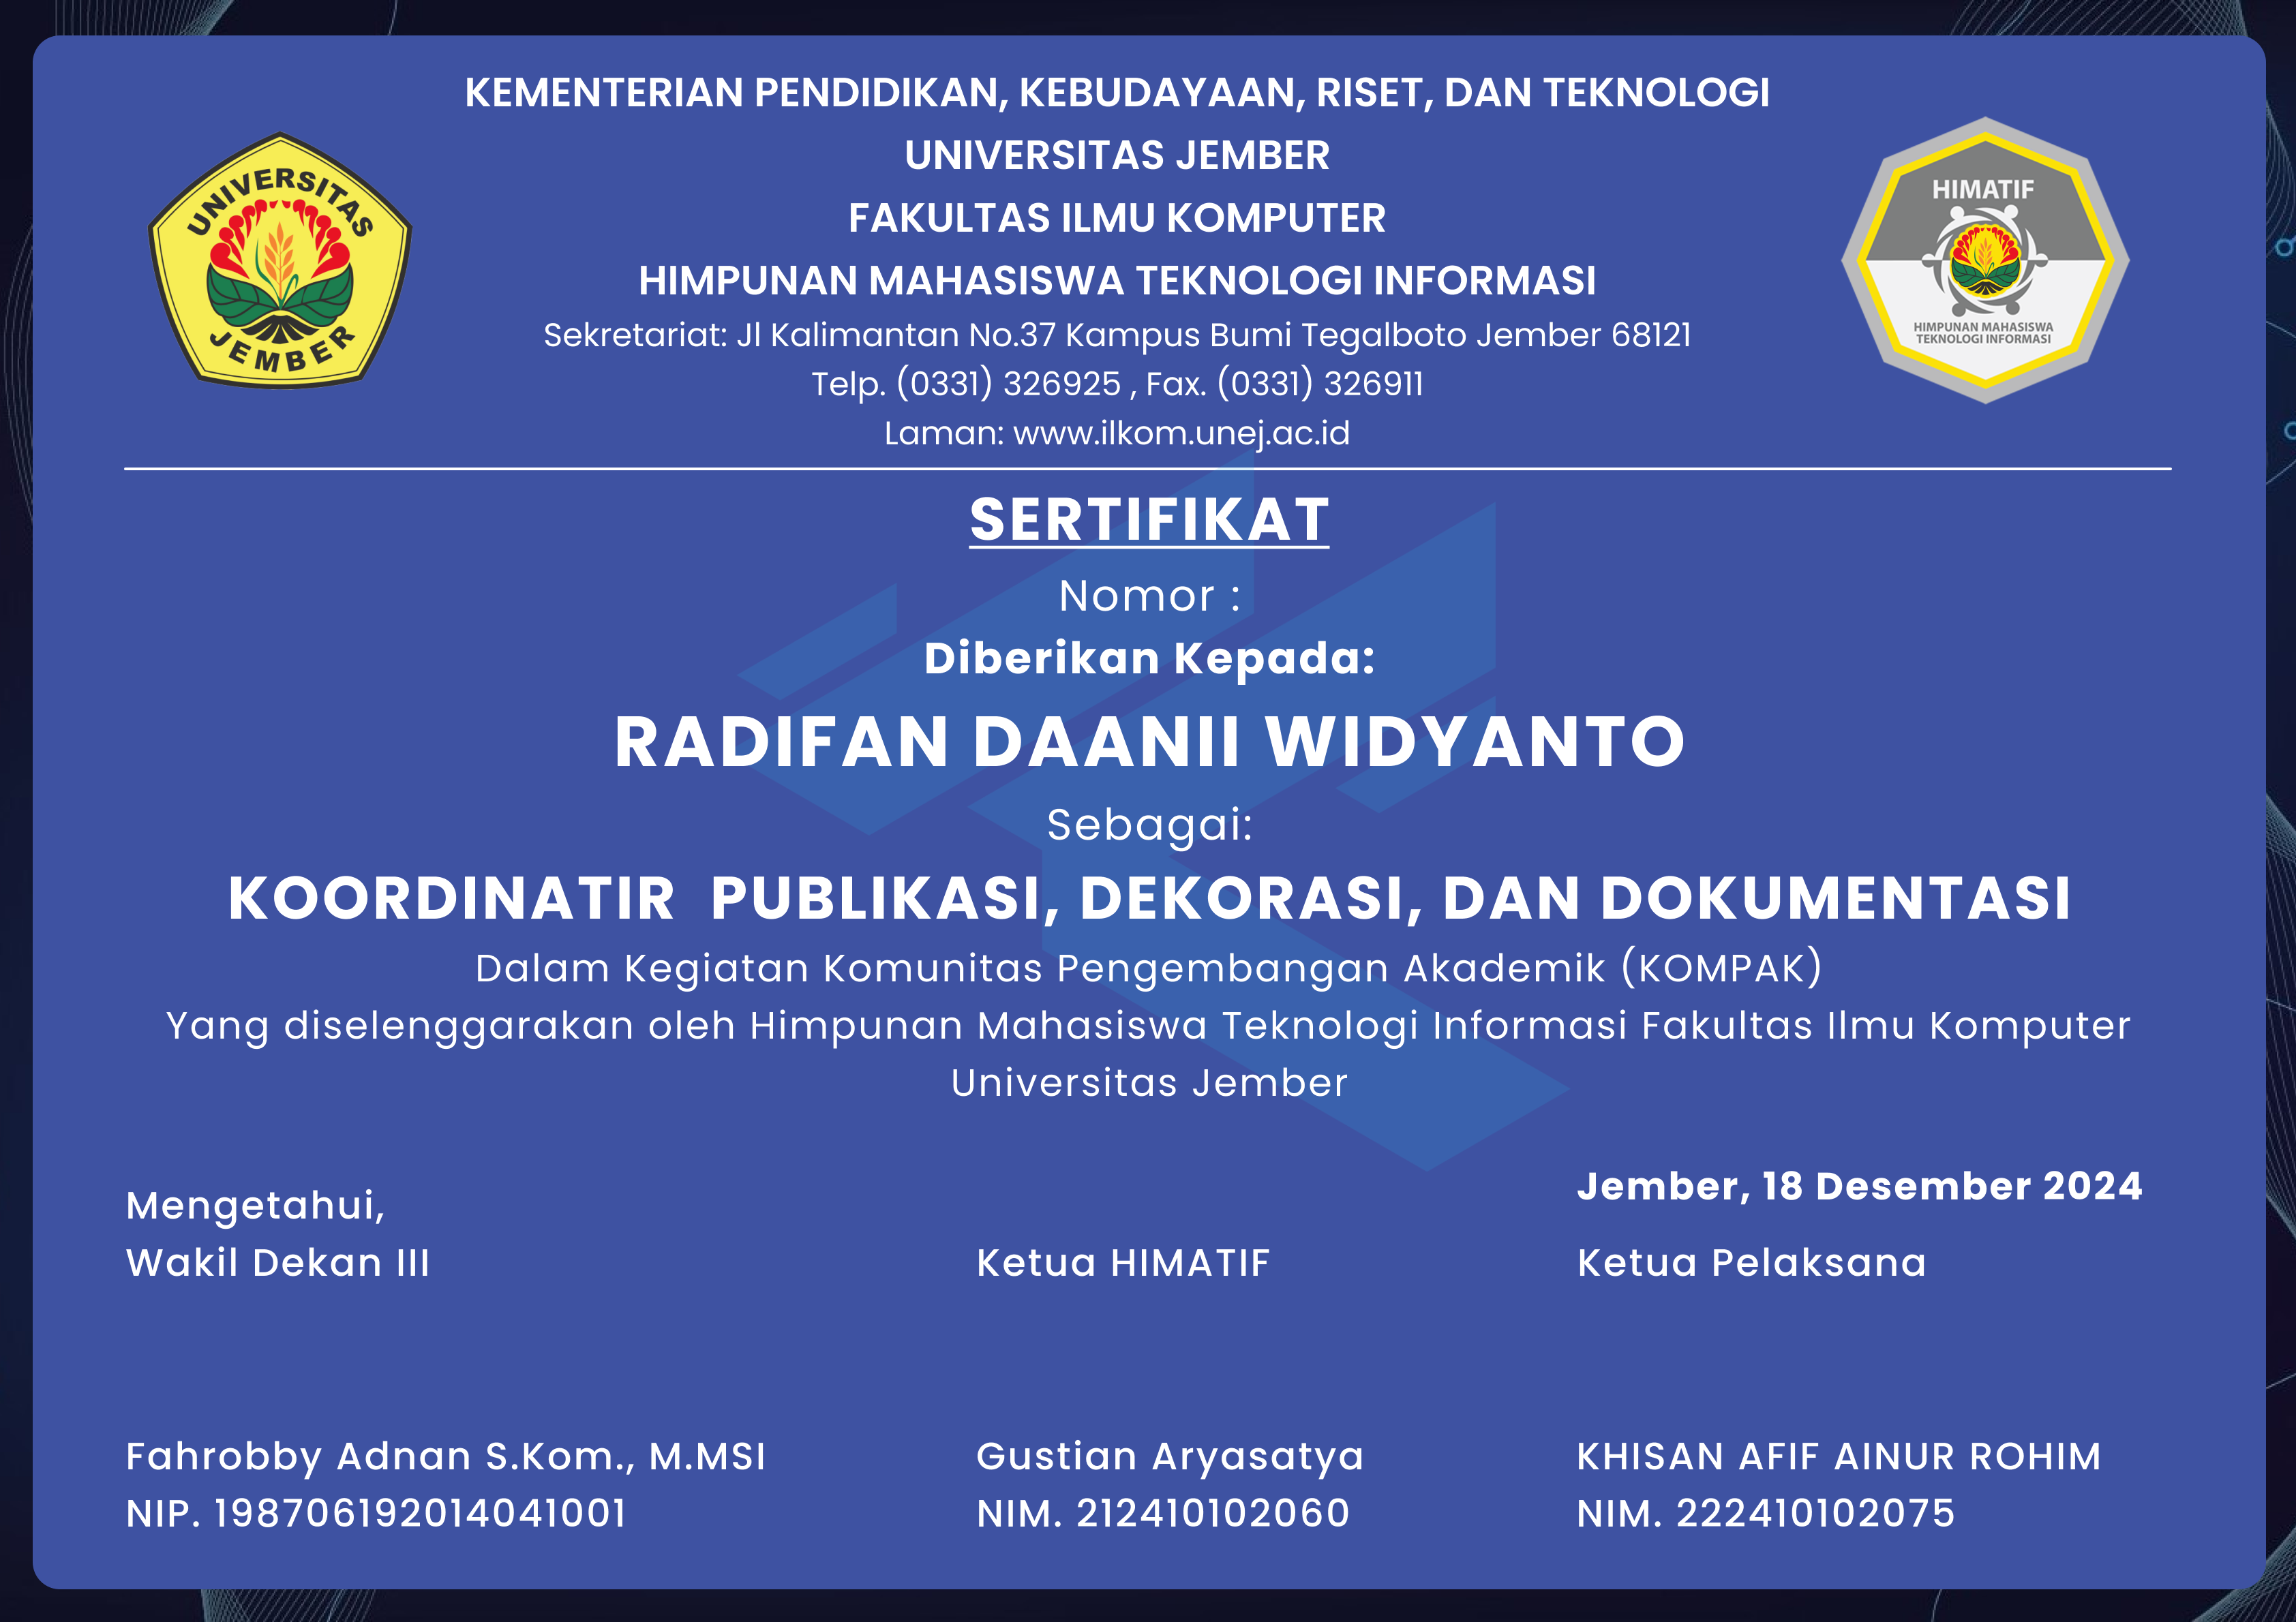 KEMENTERIAN PENDIDIKAN, KEBUDAYAAN, RISET, DAN TEKNOLOGI
UNIVERSITAS JEMBER
FAKULTAS ILMU KOMPUTER
HIMPUNAN MAHASISWA TEKNOLOGI INFORMASI
Sekretariat: Jl Kalimantan No.37 Kampus Bumi Tegalboto Jember 68121
Telp. (0331) 326925 , Fax. (0331) 326911
Laman: www.ilkom.unej.ac.id
UNIVERSITAS
JEMBER
HIMATIF
HIMPUNAN MAHASISWA
TEKNOLOGI INFORMASI
SERTIFIKAT
Nomor :
Diberikan Kepada:
RADIFAN DAANII WIDYANTO
Sebagai:
KOORDINATIR  PUBLIKASI, DEKORASI, DAN DOKUMENTASI
Dalam Kegiatan Komunitas Pengembangan Akademik (KOMPAK)
Yang diselenggarakan oleh Himpunan Mahasiswa Teknologi Informasi Fakultas Ilmu Komputer
Universitas Jember
Jember, 18 Desember 2024
Mengetahui,
Wakil Dekan III
Ketua HIMATIF
Ketua Pelaksana
Fahrobby Adnan S.Kom., M.MSI
NIP. 198706192014041001
Gustian Aryasatya
NIM. 212410102060
KHISAN AFIF AINUR ROHIM
NIM. 222410102075